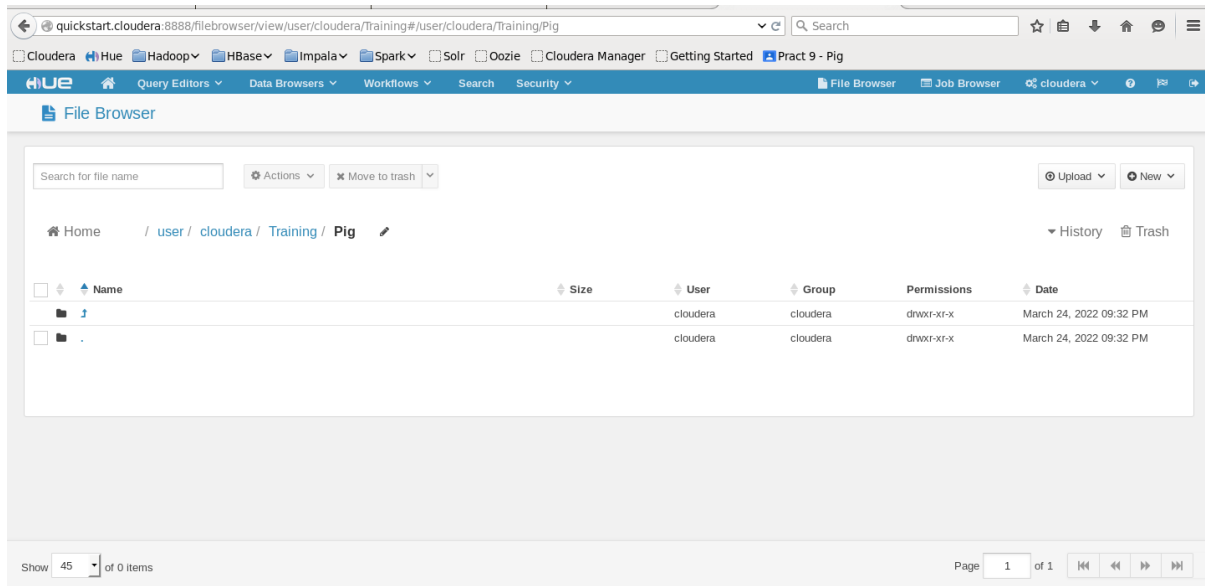 quickstart.cloudera:8888/filebrowser/view/user/cloudera/Training#/user/cloudera/Training/Pig Search
Cloudera Hue Hadoop HBase Impala Spark Solr Oozie Cloudera Manager Getting Started Pract 9 - Pig
HUE Query Editors Data Browsers Workflows Search Security File Browser Job Browser cloudera
File Browser
Search for file name Actions Move to trash Upload New
Home / user / cloudera / Training / Pig History Trash
Name Size User Group Permissions Date
cloudera cloudera drwxr-xr-x March 24, 2022 09:32 PM
. cloudera cloudera drwxr-xr-x March 24, 2022 09:32 PM
Show 45 of 0 items Page 1 of 1